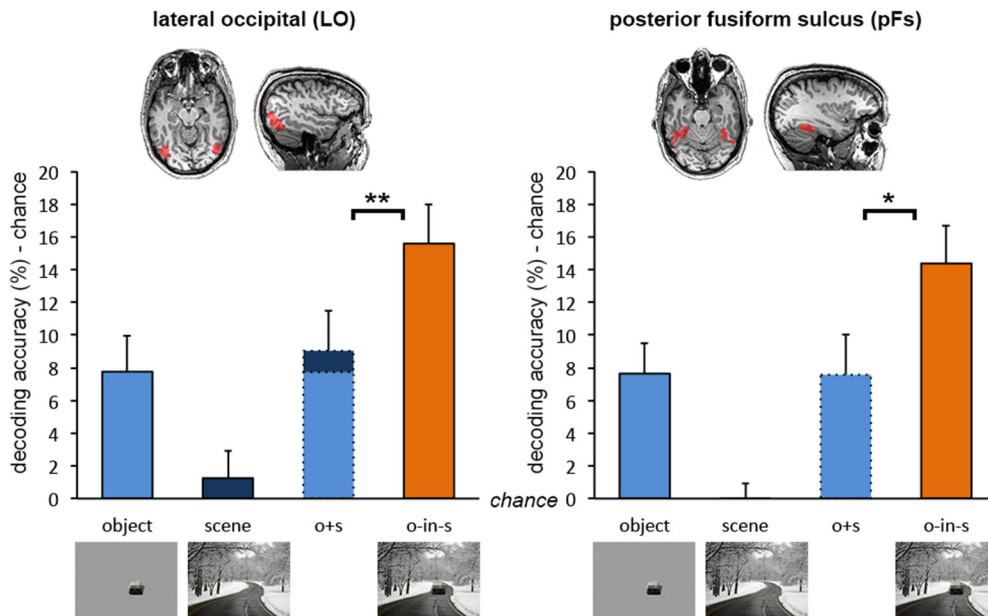 lateral occipital (LO)
posterior fusiform sulcus (pFs)
decoding accuracy (%) - chance
20
18
16
14
12
10
8
6
4
2
0
**
object
scene
o+s
o-in-s
chance
decoding accuracy (%) - chance
20
18
16
14
12
10
8
6
4
2
0
*
object
scene
o+s
o-in-s